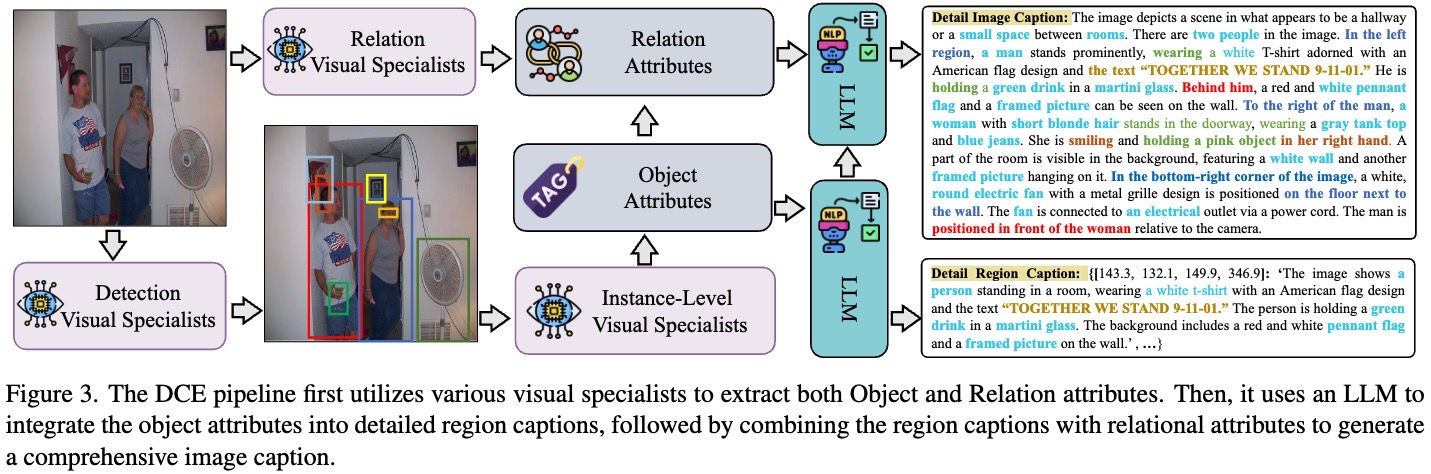 Relation
Visual Specialists
Relation
Attributes
NLP
LLM
Detail Image Caption: The image depicts a scene in what appears to be a hallway
or a small space between rooms. There are two people in the image. In the left
region, a man stands prominently, wearing a white T-shirt adorned with an
American flag design and the text “TOGETHER WE STAND 9-11-01.” He is
holding a green drink in a martini glass. Behind him, a red and white pennant
flag and a framed picture can be seen on the wall. To the right of the man, a
woman with short blonde hair stands in the doorway, wearing a gray tank top
and blue jeans. She is smiling and holding a pink object in her right hand. A
part of the room is visible in the background, featuring a white wall and another
framed picture hanging on it. In the bottom-right corner of the image, a white,
round electric fan with a metal grille design is positioned on the floor next to
the wall. The fan is connected to an electrical outlet via a power cord. The man is
positioned in front of the woman relative to the camera.
TAG
Object
Attributes
Detection
Visual Specialists
Instance-Level
Visual Specialists
NLP
LLM
Detail Region Caption: {[143.3, 132.1, 149.9, 346.9]: ‘The image shows a
person standing in a room, wearing a white t-shirt with an American flag design
and the text “TOGETHER WE STAND 9-11-01.” The person is holding a green
drink in a martini glass. The background includes a red and white pennant flag
and a framed picture on the wall.’ , ...}
Figure 3. The DCE pipeline first utilizes various visual specialists to extract both Object and Relation attributes. Then, it uses an LLM to
integrate the object attributes into detailed region captions, followed by combining the region captions with relational attributes to generate
a comprehensive image caption.